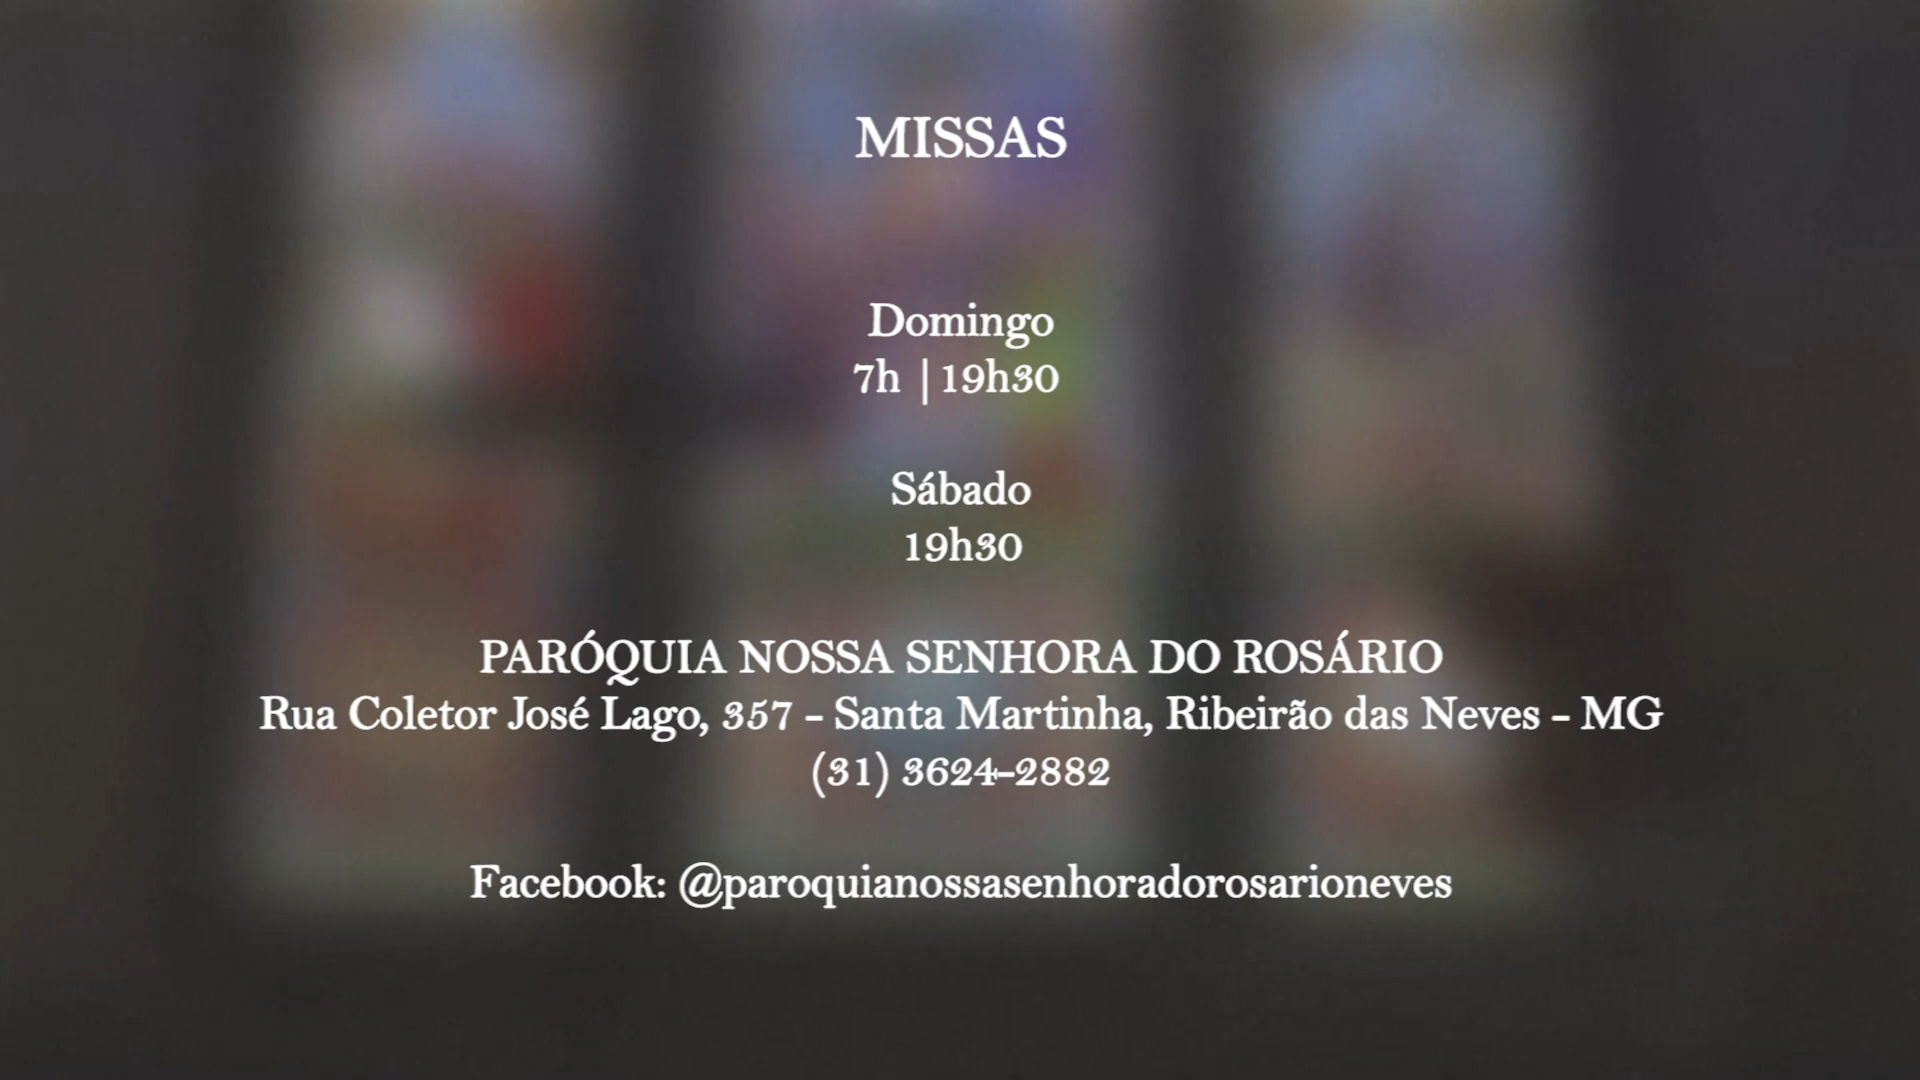 MISSAS
Domingo
7h | 19h30
Sábado
19h30
PARÓQUIA NOSSA SENHORA DO ROSÁRIO
Rua Coletor José Lago, 357 - Santa Martinha, Ribeirão das Neves - MG
(31) 3624-2882
Facebook: @paroquianossasenhoradorosarioneves